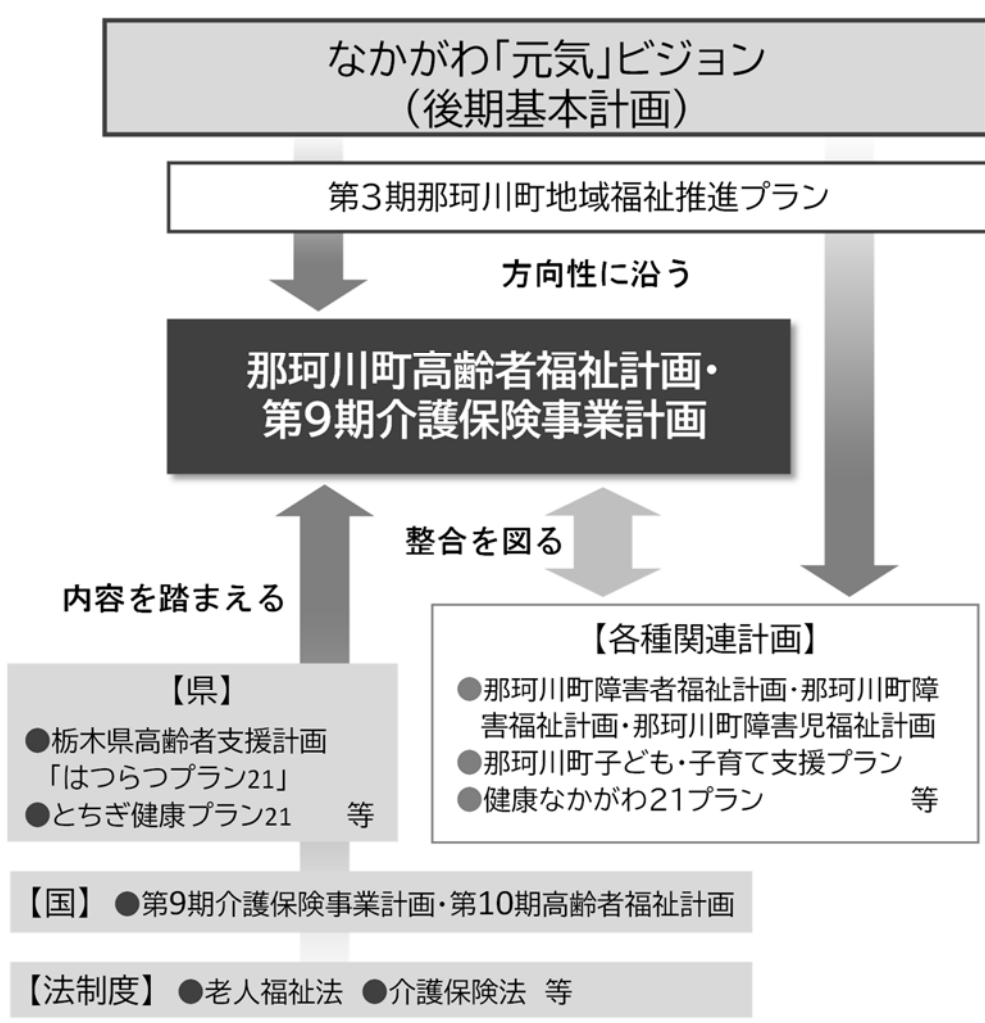 なかがわ「元気」ビジョン
（後期基本計画）
第3期那珂川町地域福祉推進プラン
方向性に沿う
那珂川町高齢者福祉計画・
第9期介護保険事業計画
整合を図る
内容を踏まえる
【各種関連計画】
●那珂川町障害者福祉計画・那珂川町障
害福祉計画・那珂川町障害児福祉計画
●那珂川町子ども・子育て支援プラン
●健康なかがわ21プラン 等
【県】
●栃木県高齢者支援計画
「はつらつプラン21」
●とちぎ健康プラン21 等
【国】 ●第9期介護保険事業計画・第10期高齢者福祉計画
【法制度】 ●老人福祉法 ●介護保険法 等